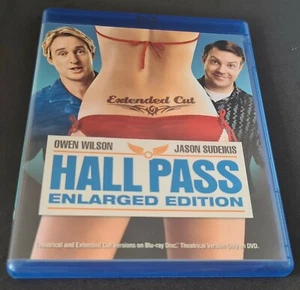 Extended Cut
OWEN WILSON
JASON SUDEIKIS
HALL PASS
ENLARGED EDITION
Theatrical and Extended Cut Versions on Blu-ray Disc. Theatrical Version Only on DVD.